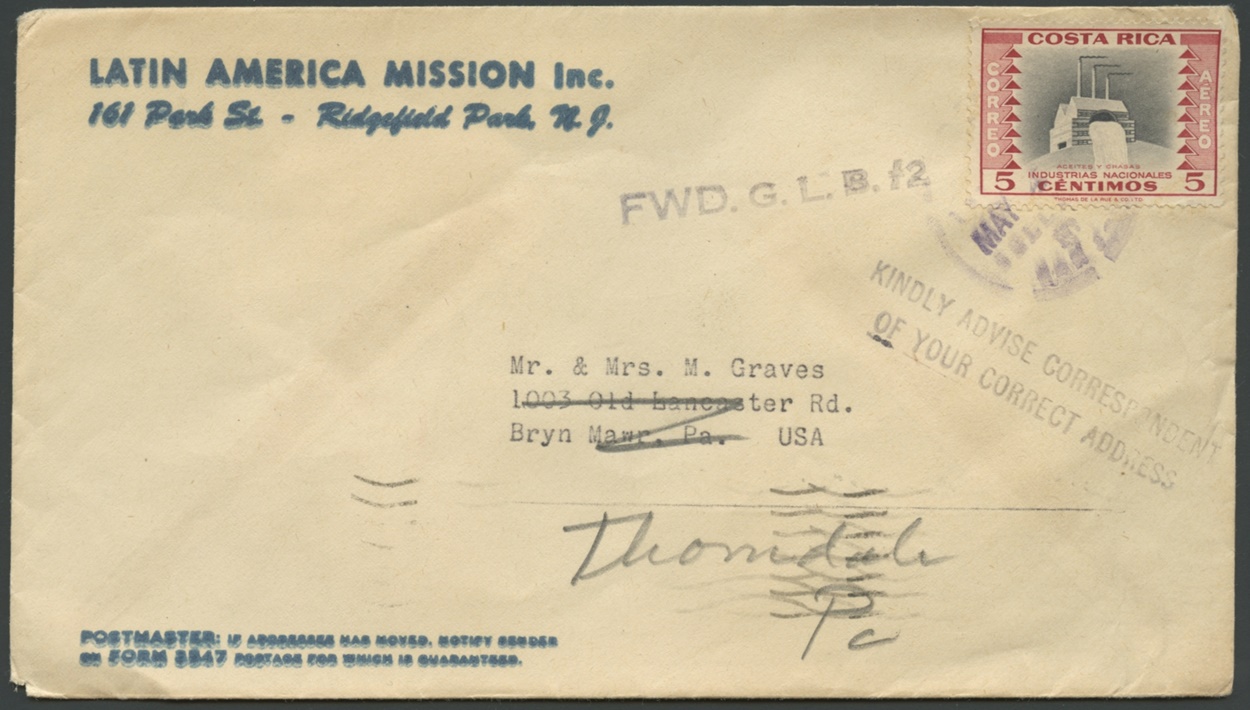 LATIN AMERICA MISSION Inc.
161 Park St - Ridgefield Park, N.J.
COSTA RICA
CORREO
AEREO
ACEITES Y GRASAS
INDUSTRIAS NACIONALES
5 CÉNTIMOS 5
THOMAS DE LA RUE & CO. LTD.
FWD. G. L. B. f2
MAY
KINDLY ADVISE CORRESPONDENT
OF YOUR CORRECT ADDRESS
Mr. & Mrs. M. Graves
1003 Old Lancaster Rd.
Bryn Mawr, Pa. USA
Thorndale
Pa
POSTMASTER: IF ADDRESSEE HAS MOVED, NOTIFY SENDER
ON FORM 3547 POSTAGE FOR WHICH IS GUARANTEED.